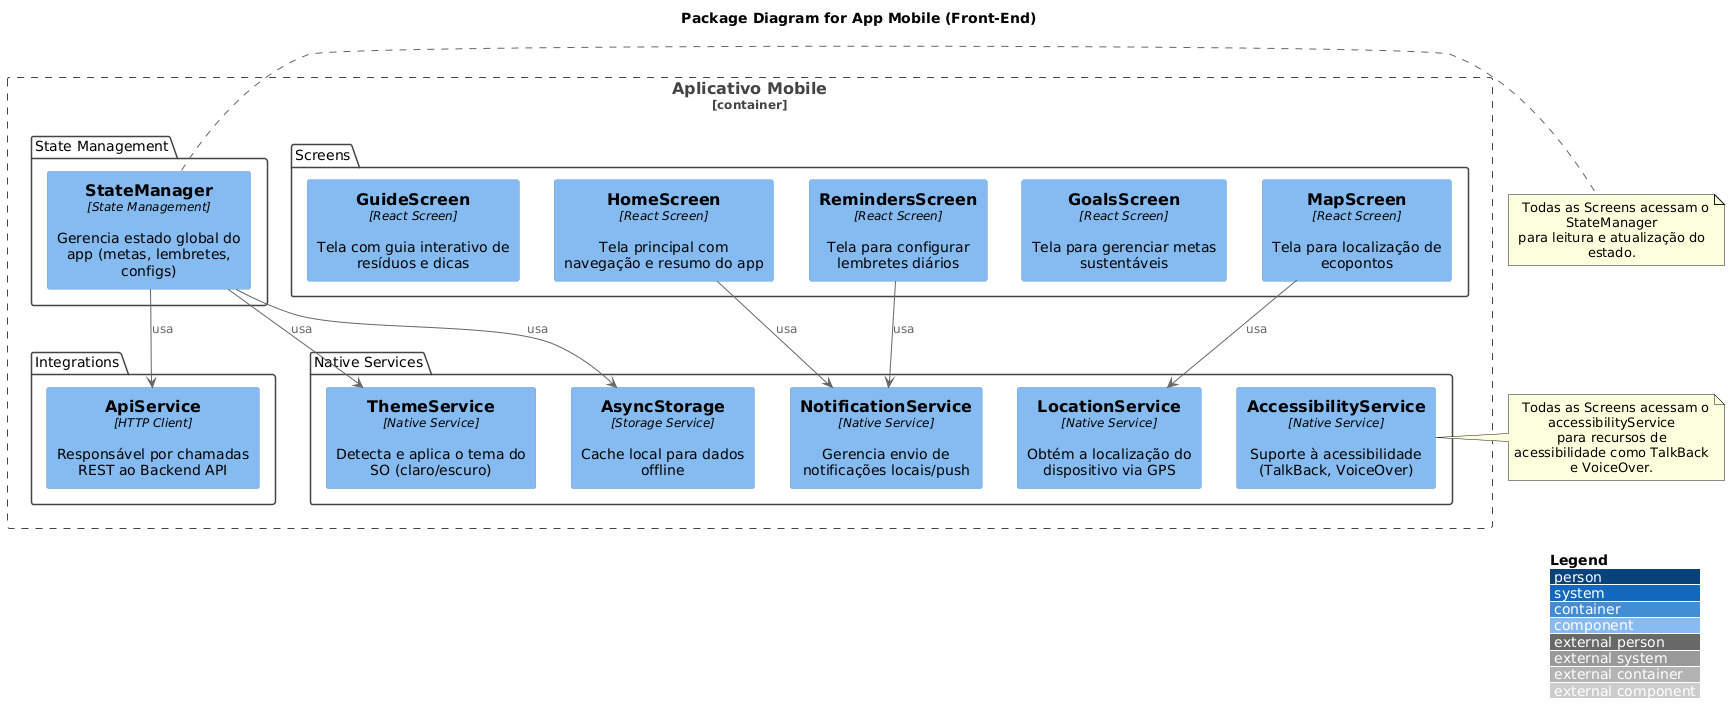 Package Diagram for App Mobile (Front-End)
Aplicativo Mobile
[container]
State Management
StateManager
[State Management]
Gerencia estado global do
app (metas, lembretes,
configs)
Screens
GuideScreen
[React Screen]
Tela com guia interativo de
resíduos e dicas
HomeScreen
[React Screen]
Tela principal com
navegação e resumo do app
RemindersScreen
[React Screen]
Tela para configurar
lembretes diários
GoalsScreen
[React Screen]
Tela para gerenciar metas
sustentáveis
MapScreen
[React Screen]
Tela para localização de
ecopontos
Todas as Screens acessam o
StateManager
para leitura e atualização do
estado.
usa
usa
usa
usa
usa
usa
Integrations
ApiService
[HTTP Client]
Responsável por chamadas
REST ao Backend API
Native Services
ThemeService
[Native Service]
Detecta e aplica o tema do
SO (claro/escuro)
AsyncStorage
[Storage Service]
Cache local para dados
offline
NotificationService
[Native Service]
Gerencia envio de
notificações locais/push
LocationService
[Native Service]
Obtém a localização do
dispositivo via GPS
AccessibilityService
[Native Service]
Suporte à acessibilidade
(TalkBack, VoiceOver)
Todas as Screens acessam o
accessibilityService
para recursos de
acessibilidade como TalkBack
e VoiceOver.
Legend
person
system
container
component
external person
external system
external container
external component